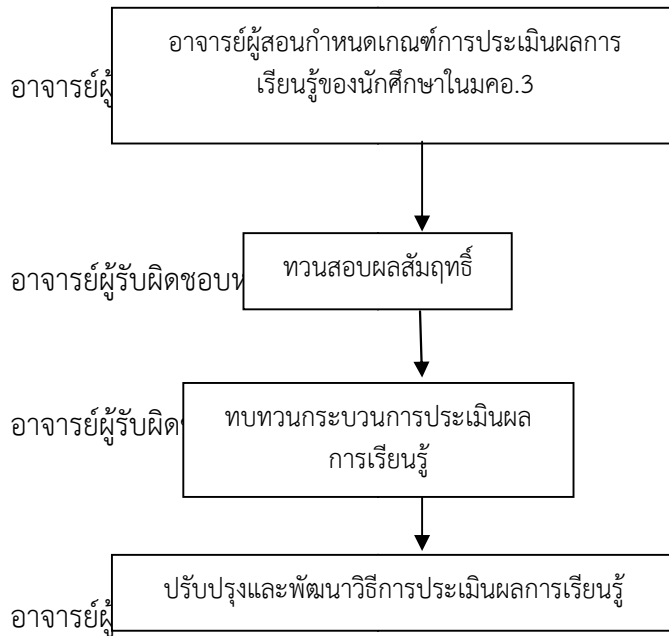 อาจารย์ผู้สอนกำหนดเกณฑ์การประเมินผลการ
เรียนรู้ของนักศึกษาในมคอ.3
อาจารย์ผู้
ทวนสอบผลสัมฤทธิ์
อาจารย์ผู้รับผิดชอบห
ทบทวนกระบวนการประเมินผล
การเรียนรู้
อาจารย์ผู้รับผิด
ปรับปรุงและพัฒนาวิธีการประเมินผลการเรียนรู้
อาจารย์ผู้